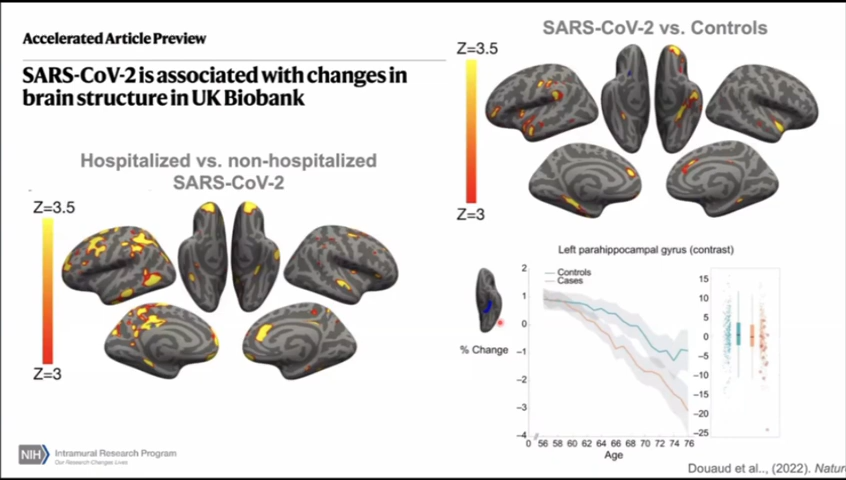 Accelerated Article Preview
SARS-CoV-2 is associated with changes in
brain structure in UK Biobank
Hospitalized vs. non-hospitalized
SARS-CoV-2
Z=3.5
Z=3
SARS-CoV-2 vs. Controls
Z=3.5
Z=3
Left parahippocampal gyrus (contrast)
Controls
Cases
% Change
2
1
0
−1
−2
−3
−4
0 56 58 60 62 64 66 68 70 72 74 76
Age
15
10
5
0
−5
−10
−15
−20
−25
NIH Intramural Research Program
Our Research Changes Lives
Douaud et al.., (2022). Nature